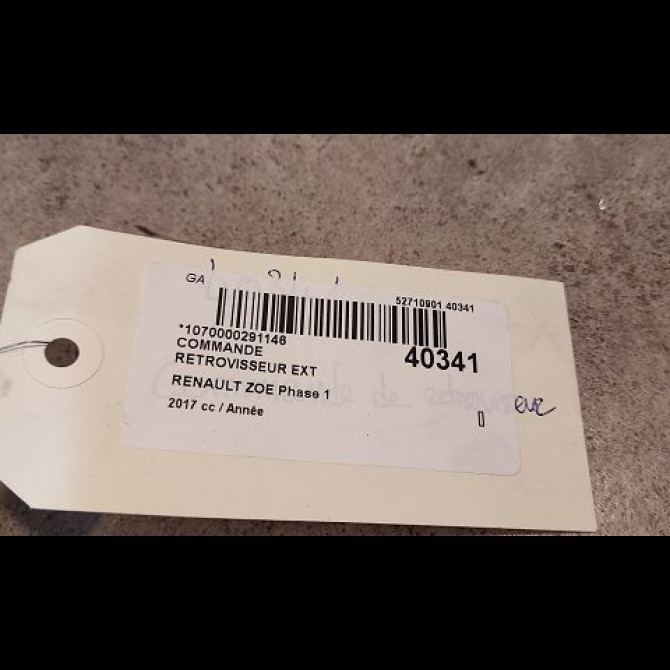 GA
52710901 40341
*1070000291146
COMMANDE
RETROVISSEUR EXT
40341
RENAULT ZOE Phase 1
2017 cc / Année